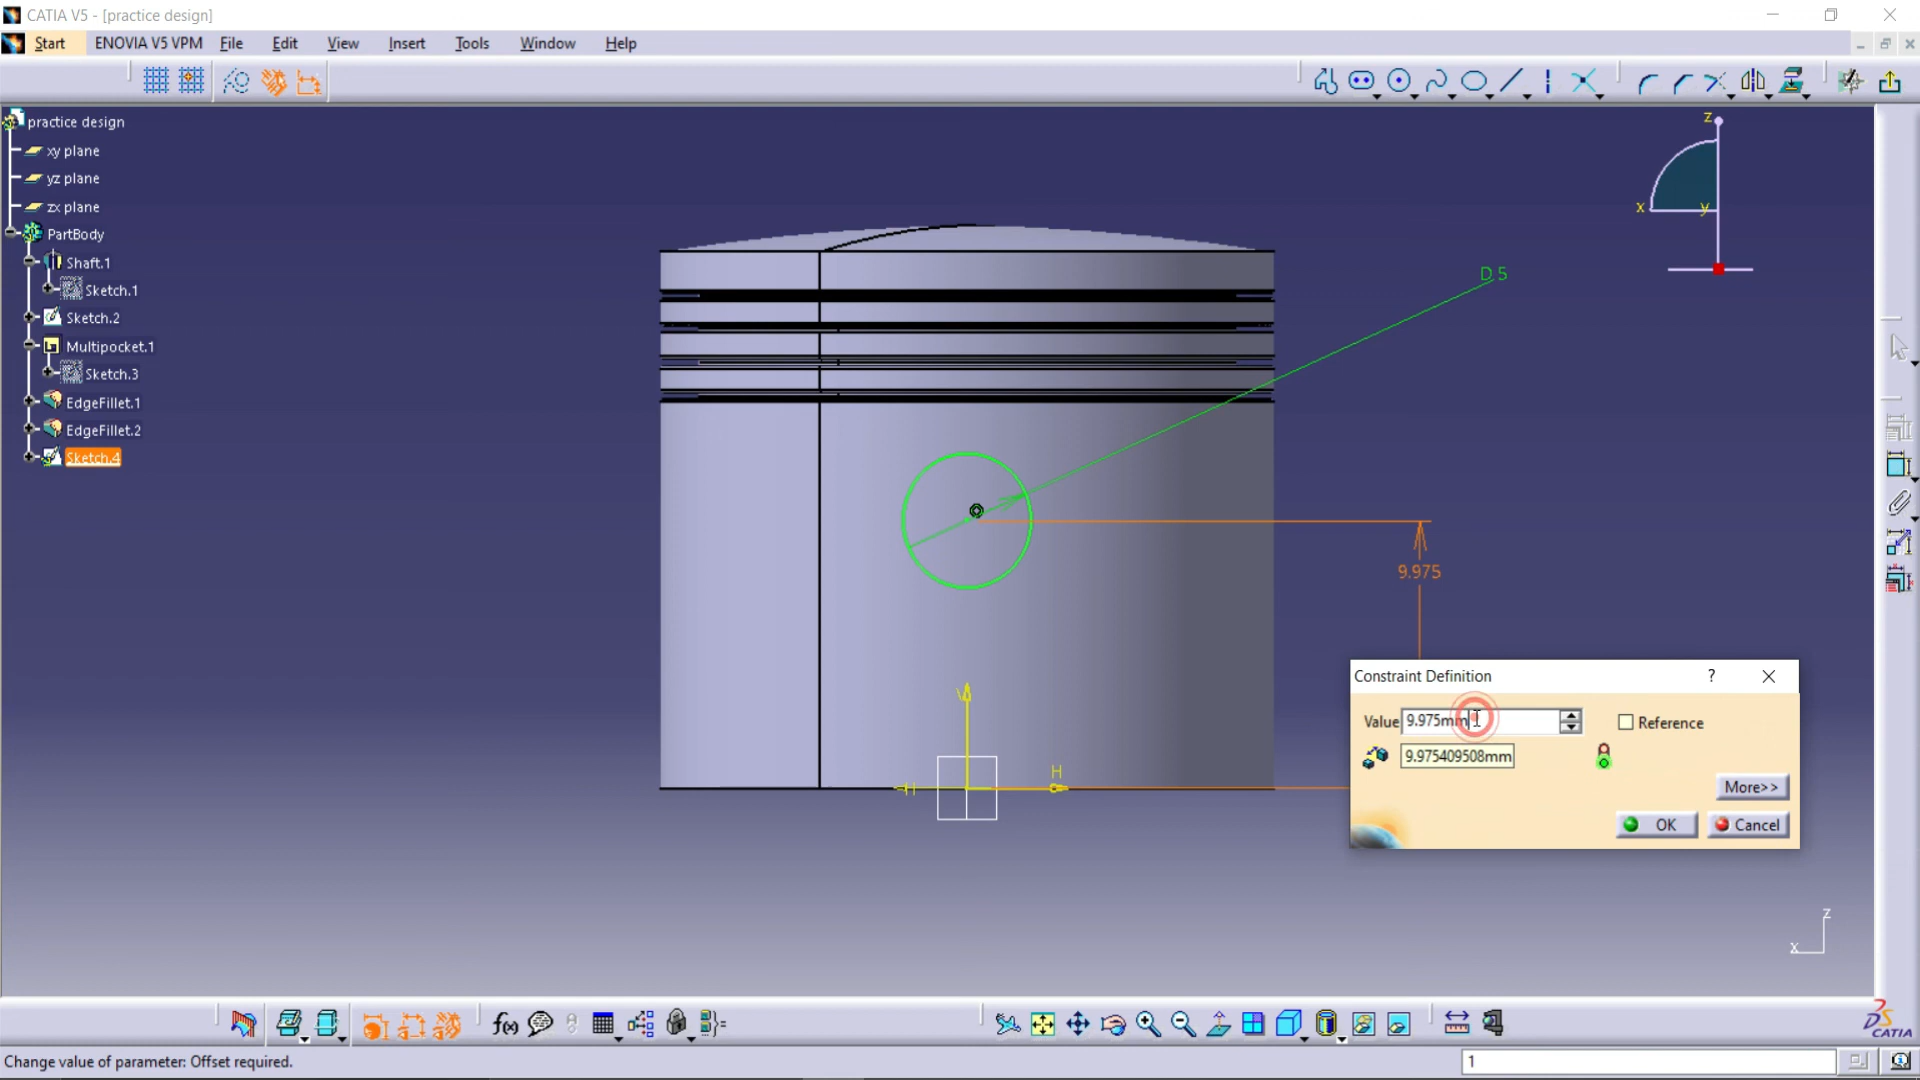 CATIA V5 - [practice design]
Start ENOVIA V5 VPM File Edit View Insert Tools Window Help
practice design
xy plane
yz plane
zx plane
PartBody
Shaft.1
Sketch.1
Sketch.2
Multipocket.1
Sketch.3
EdgeFillet.1
EdgeFillet.2
Sketch.4
z
x y
D 5
9.975
V
H H
Constraint Definition ?
Value 9.975mm Reference
9.975409508mm
More>>
OK Cancel
z
x
f(x)
DS CATIA
Change value of parameter: Offset required.
1